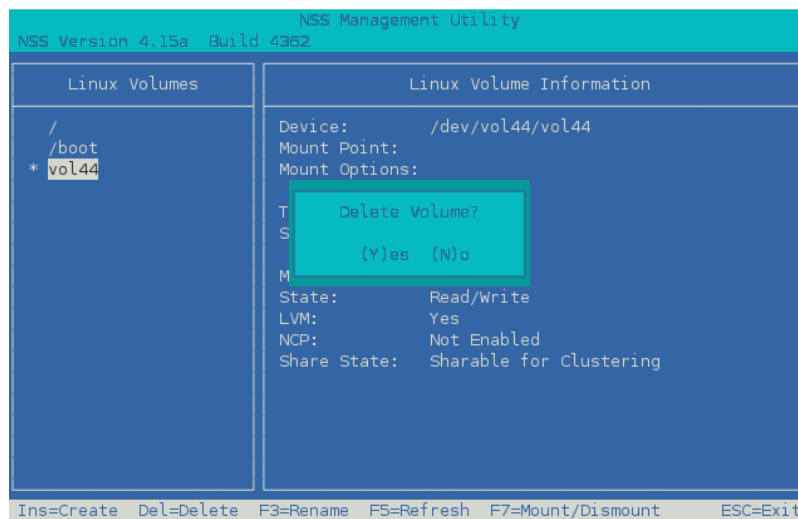 NSS Management Utility
NSS Version 4.15a Build 4362
Linux Volumes
/
/boot
* vol44
Linux Volume Information
Device: /dev/vol44/vol44
Mount Point:
Mount Options:
T
S
M
Delete Volume?
(Y)es (N)o
State: Read/Write
LVM: Yes
NCP: Not Enabled
Share State: Sharable for Clustering
Ins=Create Del=Delete F3=Rename F5=Refresh F7=Mount/Dismount ESC=Exit